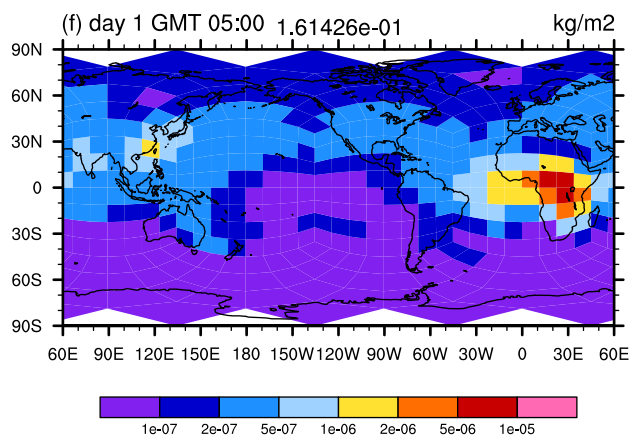 (f) day 1 GMT 05:00 1.61426e-01 kg/m2
90N
60N
30N
0
30S
60S
90S
60E 90E 120E 150E 180E 150W 120W 90W 60W 30W 0 30E 60E
1e-07 2e-07 5e-07 1e-06 2e-06 5e-06 1e-05